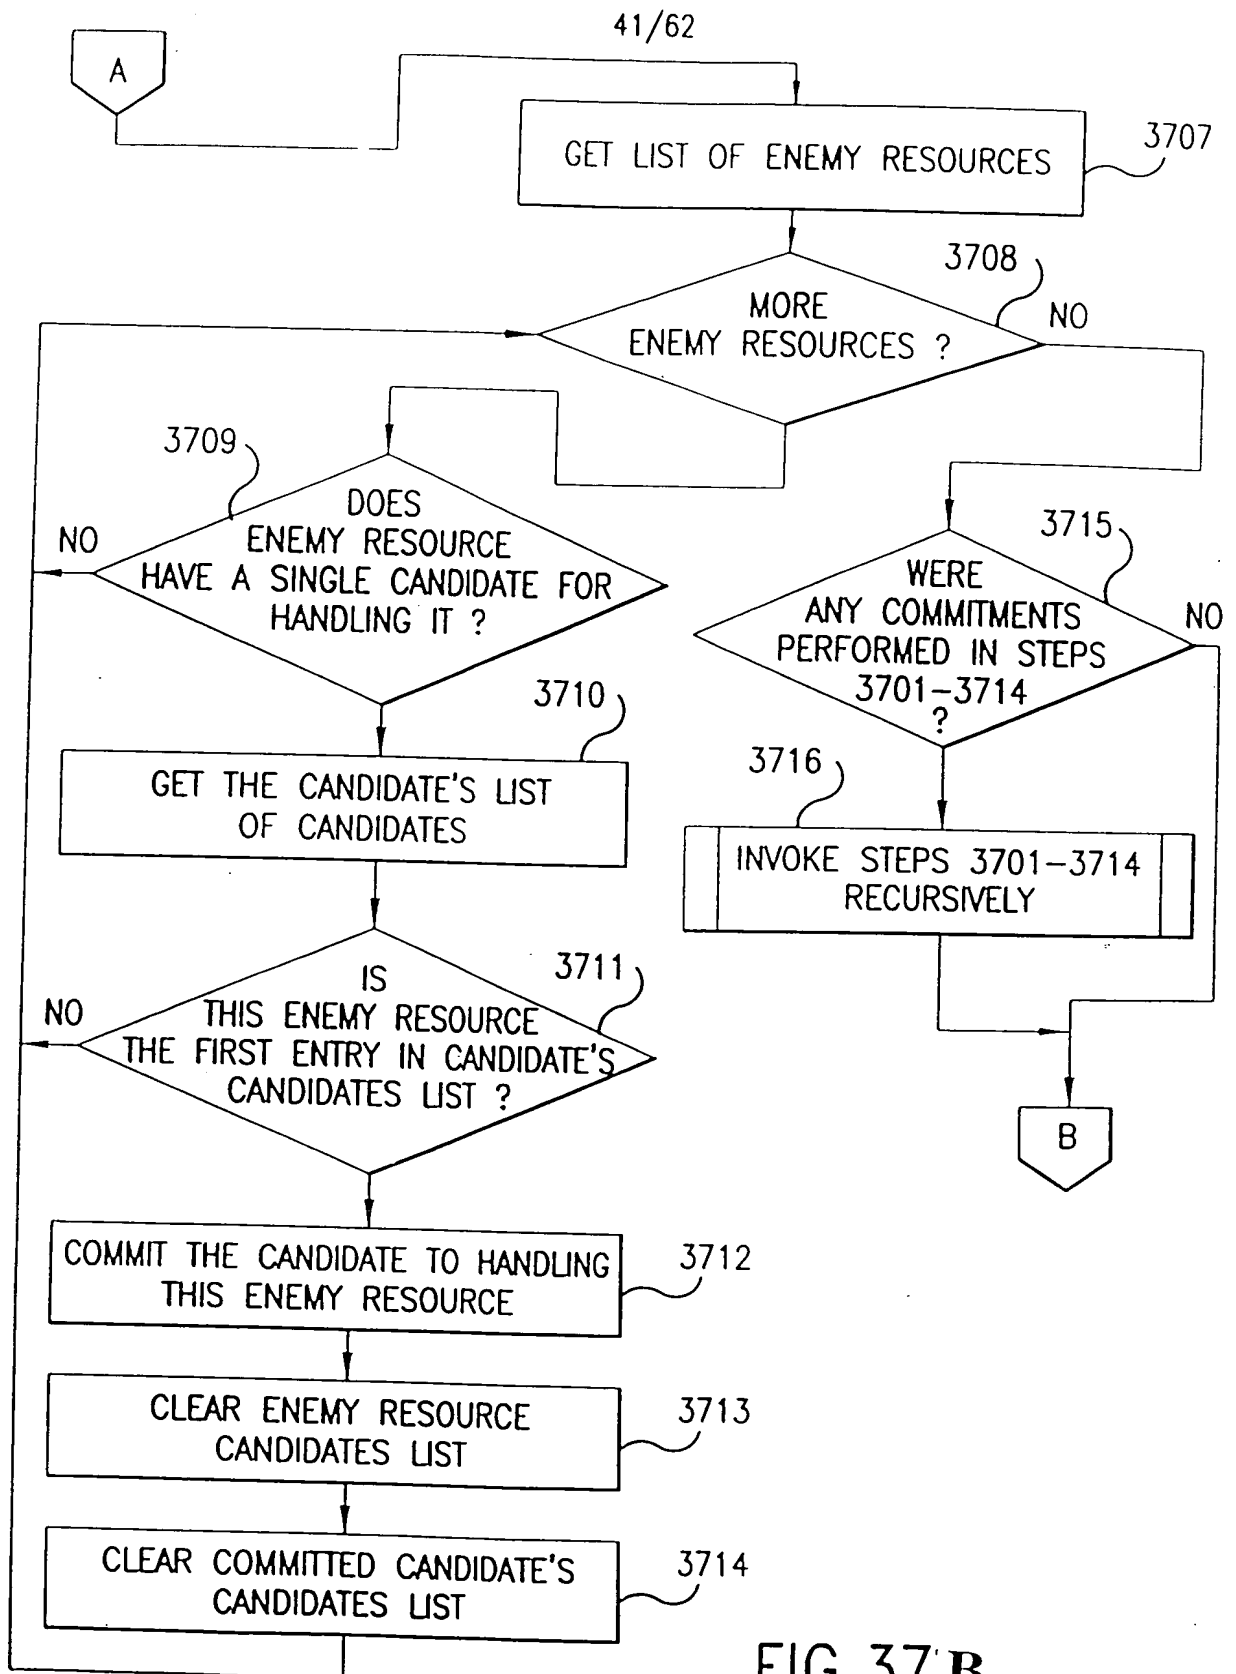 41/62
A
GET LIST OF ENEMY RESOURCES
3707
3708
MORE
ENEMY RESOURCES ?
NO
3709
DOES
ENEMY RESOURCE
HAVE A SINGLE CANDIDATE FOR
HANDLING IT ?
NO
3715
WERE
ANY COMMITMENTS
PERFORMED IN STEPS
3701-3714
?
NO
3710
GET THE CANDIDATE'S LIST
OF CANDIDATES
3716
INVOKE STEPS 3701-3714
RECURSIVELY
3711
IS
THIS ENEMY RESOURCE
THE FIRST ENTRY IN CANDIDATE'S
CANDIDATES LIST ?
NO
B
COMMIT THE CANDIDATE TO HANDLING
THIS ENEMY RESOURCE
3712
CLEAR ENEMY RESOURCE
CANDIDATES LIST
3713
CLEAR COMMITTED CANDIDATE'S
CANDIDATES LIST
3714
FIG. 37'B